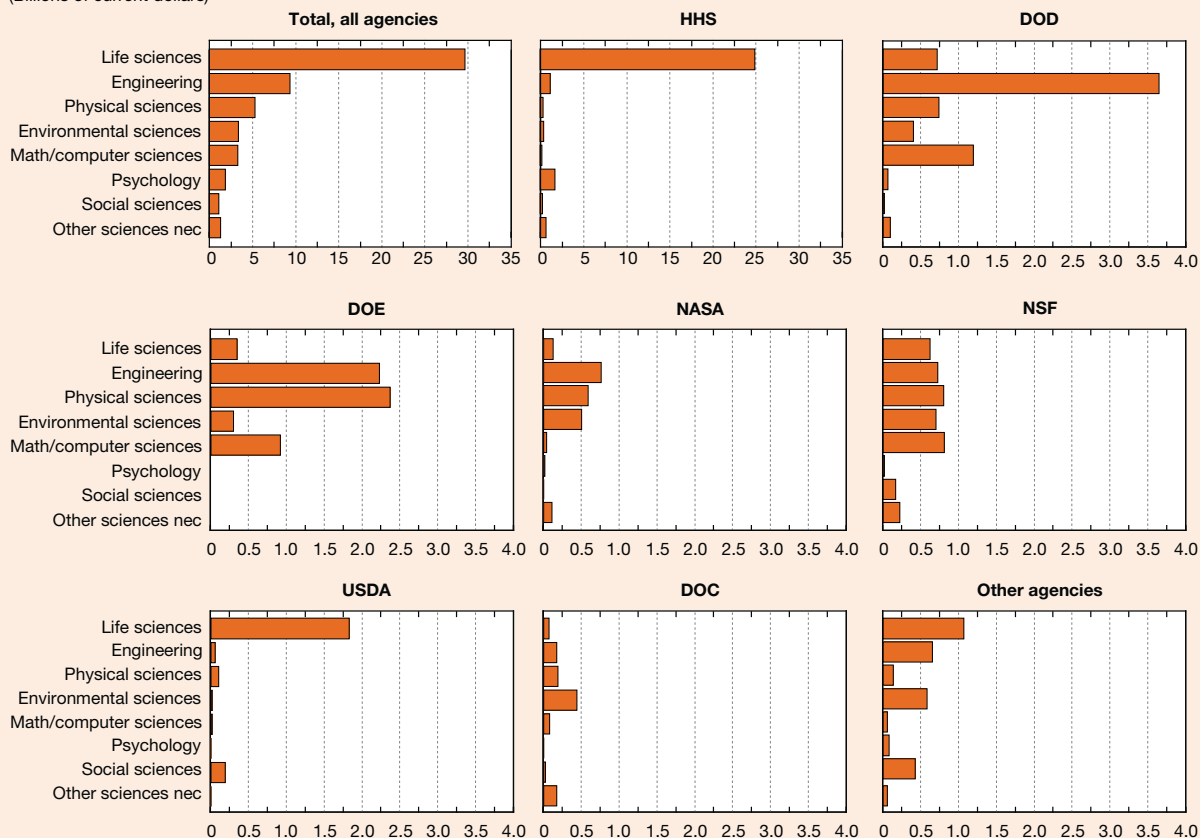 (Billions of current dollars)
Total, all agencies HHS DOD
Life sciences
Engineering
Physical sciences
Environmental sciences
Math/computer sciences
Psychology
Social sciences
Other sciences nec
0 5 10 15 20 25 30 35 0 5 10 15 20 25 30 35 0 0.5 1.0 1.5 2.0 2.5 3.0 3.5 4.0
DOE NASA NSF
Life sciences
Engineering
Physical sciences
Environmental sciences
Math/computer sciences
Psychology
Social sciences
Other sciences nec
0 0.5 1.0 1.5 2.0 2.5 3.0 3.5 4.0 0 0.5 1.0 1.5 2.0 2.5 3.0 3.5 4.0 0 0.5 1.0 1.5 2.0 2.5 3.0 3.5 4.0
USDA DOC Other agencies
Life sciences
Engineering
Physical sciences
Environmental sciences
Math/computer sciences
Psychology
Social sciences
Other sciences nec
0 0.5 1.0 1.5 2.0 2.5 3.0 3.5 4.0 0 0.5 1.0 1.5 2.0 2.5 3.0 3.5 4.0 0 0.5 1.0 1.5 2.0 2.5 3.0 3.5 4.0